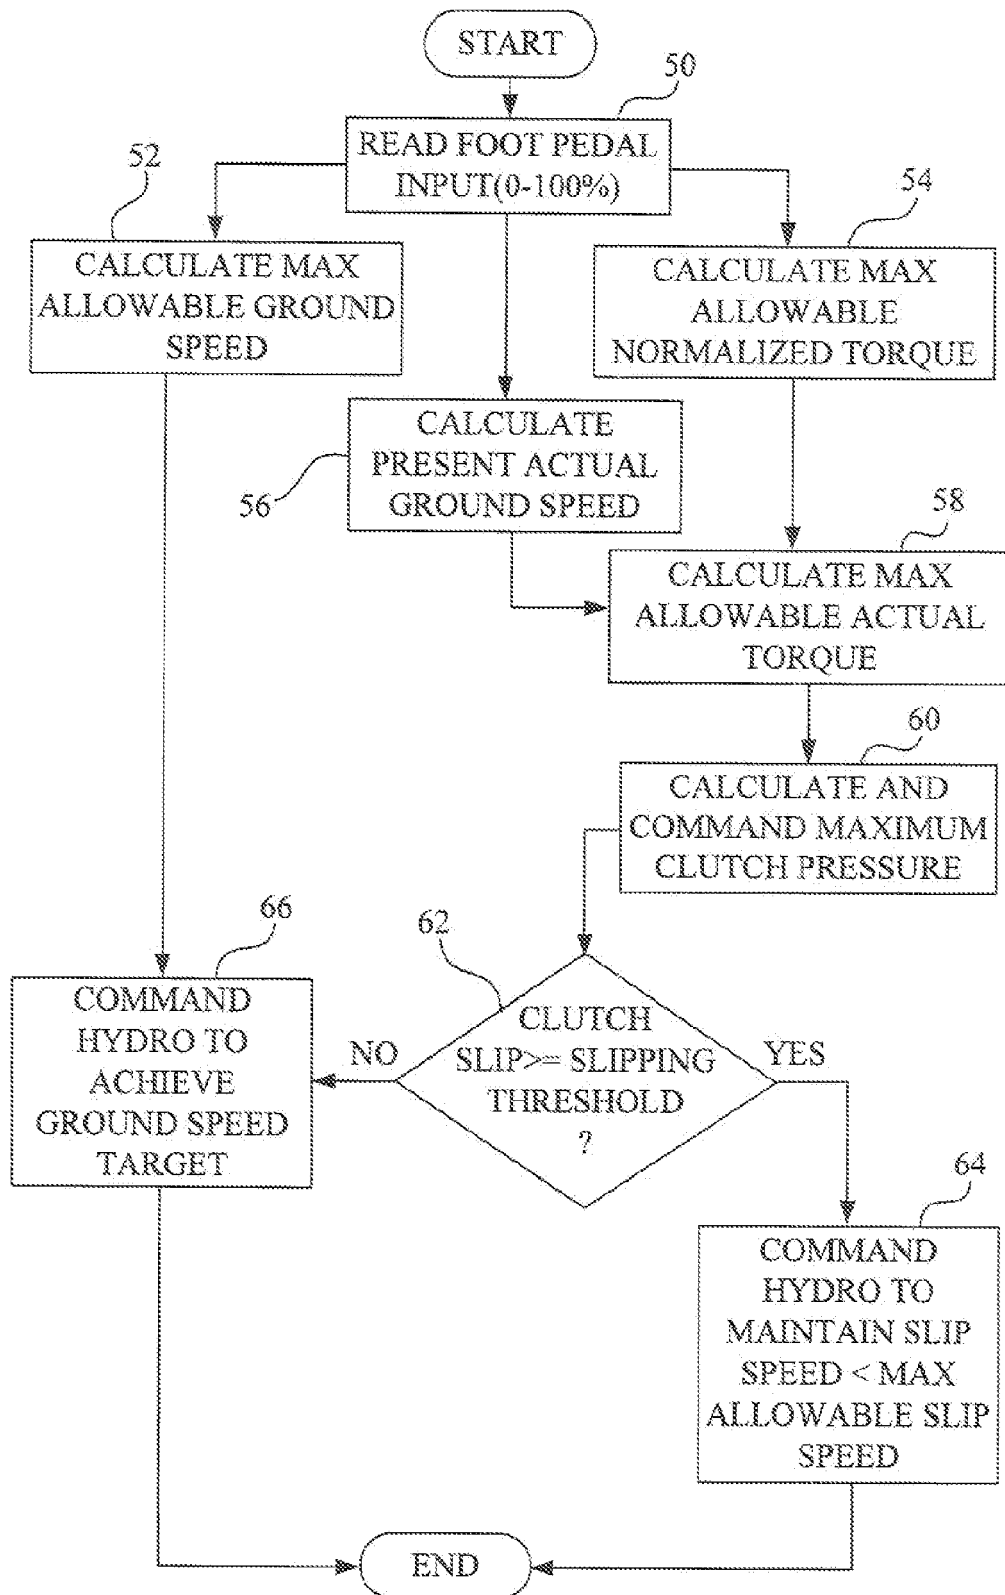 START
50
READ FOOT PEDAL
INPUT(0-100%)
52
CALCULATE MAX
ALLOWABLE GROUND
SPEED
54
CALCULATE MAX
ALLOWABLE
NORMALIZED TORQUE
56
CALCULATE
PRESENT ACTUAL
GROUND SPEED
58
CALCULATE MAX
ALLOWABLE ACTUAL
TORQUE
60
CALCULATE AND
COMMAND MAXIMUM
CLUTCH PRESSURE
62
CLUTCH
SLIP>= SLIPPING
THRESHOLD
?
NO
YES
66
COMMAND
HYDRO TO
ACHIEVE
GROUND SPEED
TARGET
64
COMMAND
HYDRO TO
MAINTAIN SLIP
SPEED < MAX
ALLOWABLE SLIP
SPEED
END